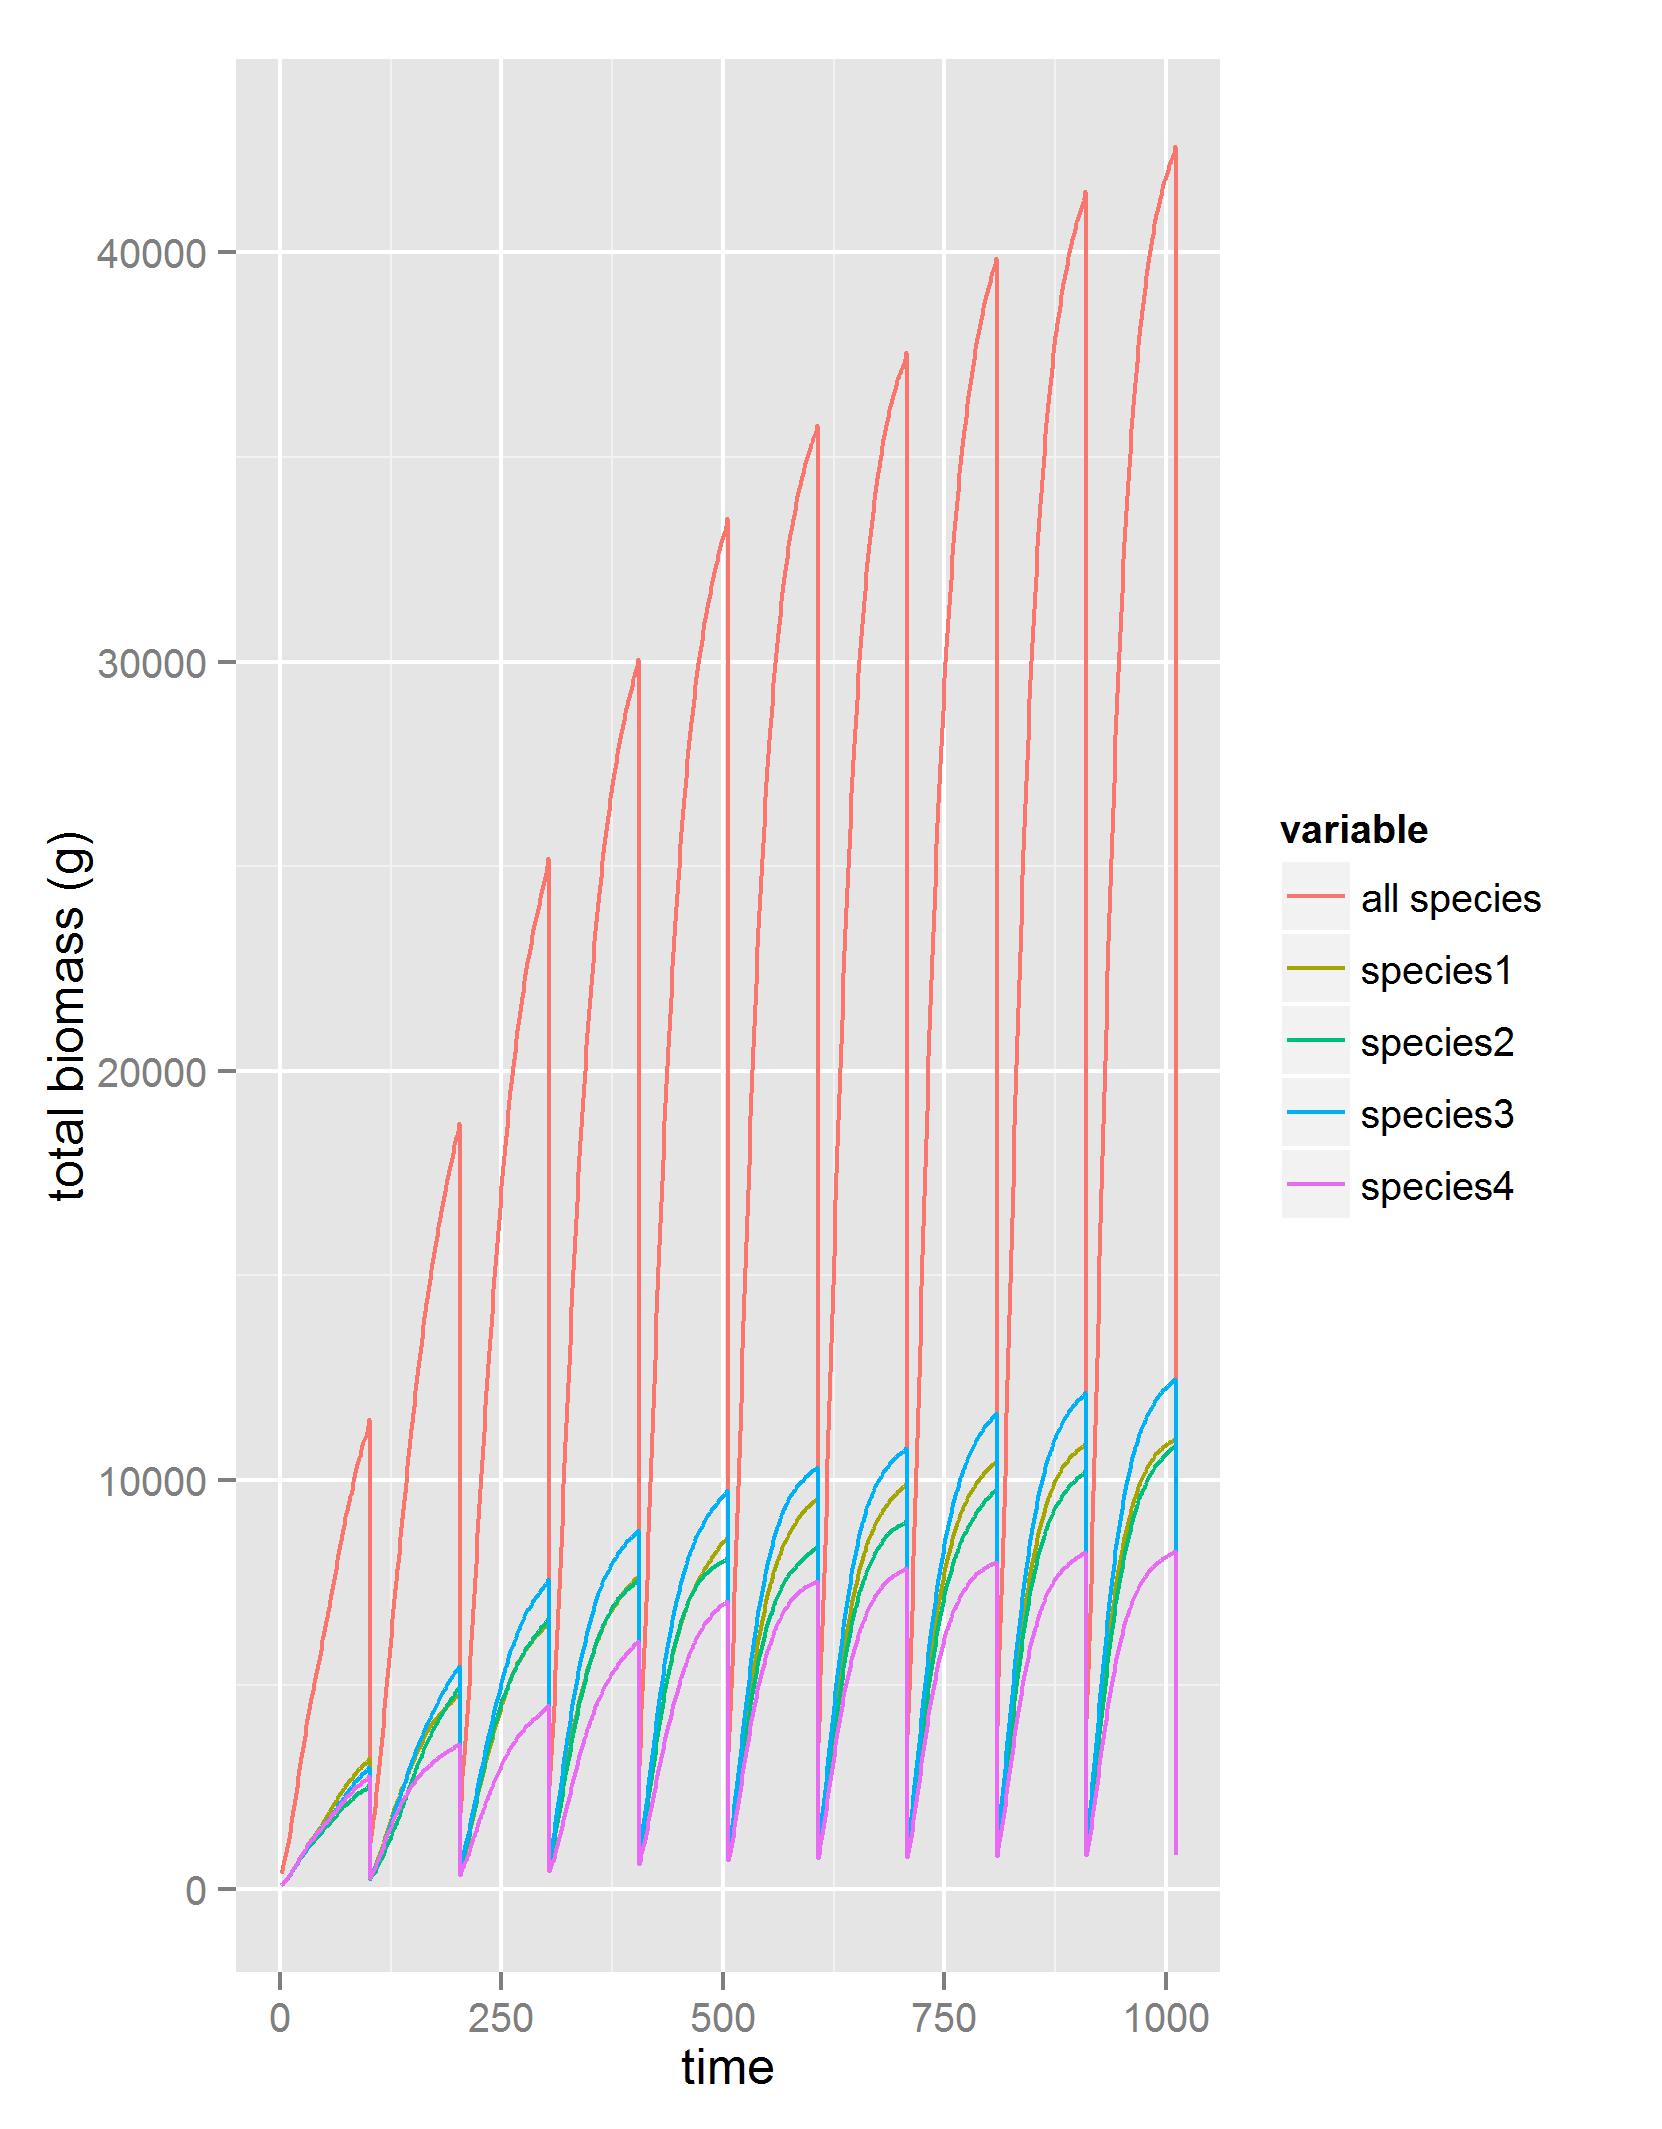 total biomass (g)
40000
30000
20000
10000
0
0 250 500 750 1000
time
variable
all species
species1
species2
species3
species4